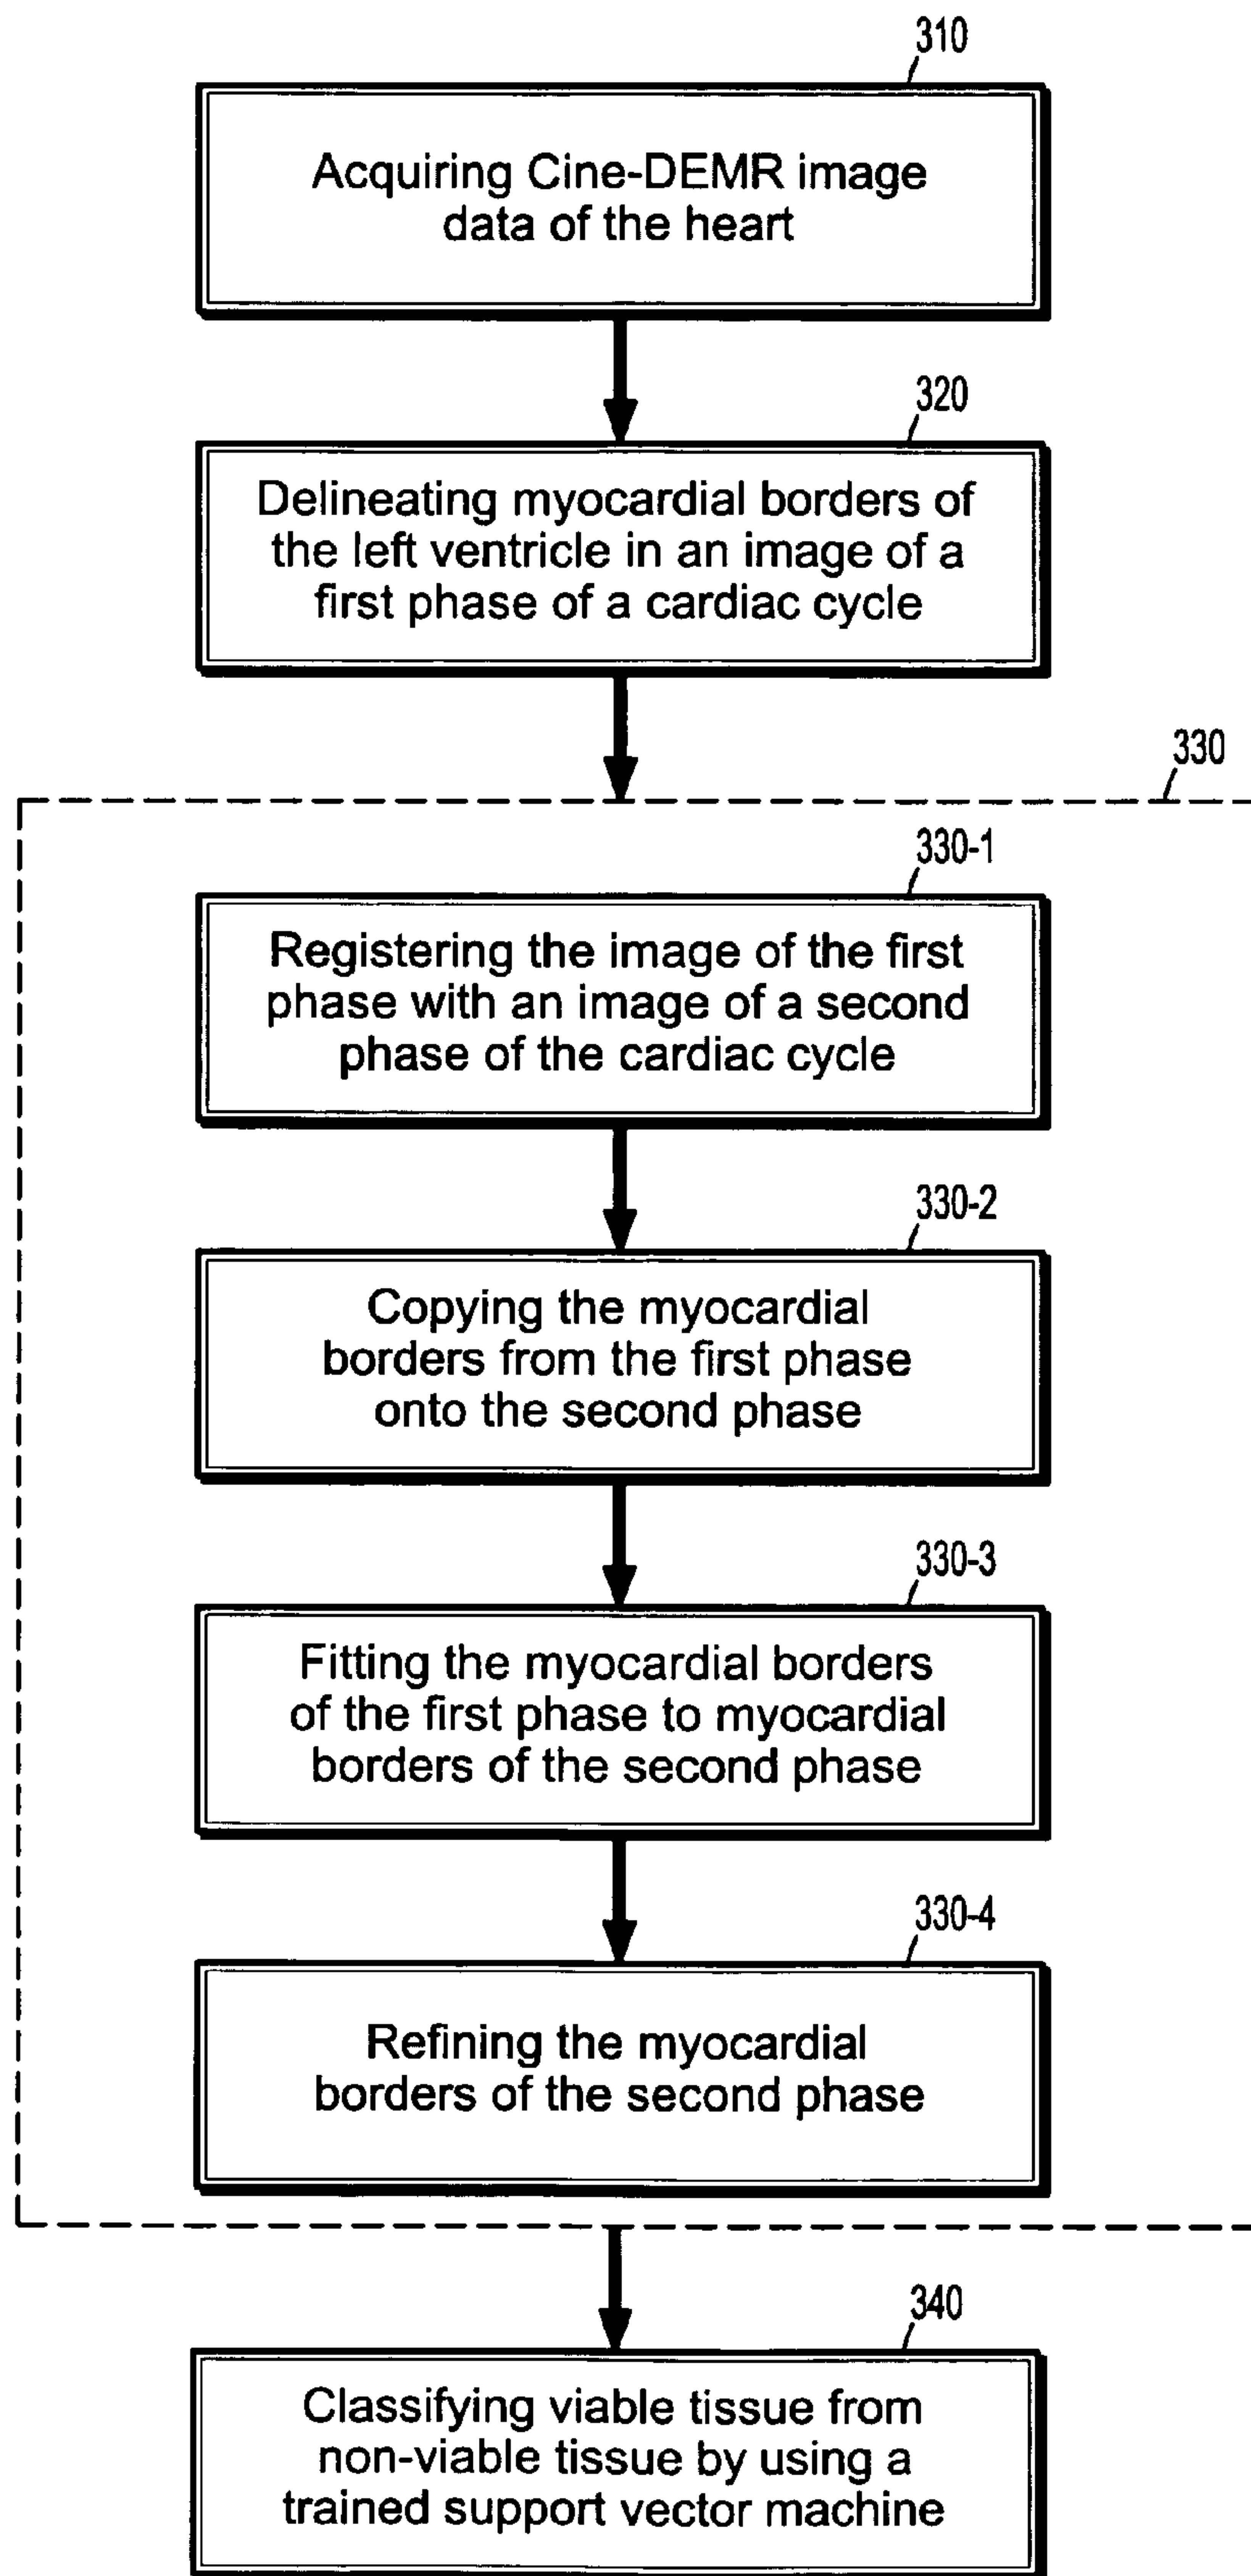 310
Acquiring Cine-DEMR image
data of the heart
320
Delineating myocardial borders of
the left ventricle in an image of a
first phase of a cardiac cycle
330
330-1
Registering the image of the first
phase with an image of a second
phase of the cardiac cycle
330-2
Copying the myocardial
borders from the first phase
onto the second phase
330-3
Fitting the myocardial borders
of the first phase to myocardial
borders of the second phase
330-4
Refining the myocardial
borders of the second phase
340
Classifying viable tissue from
non-viable tissue by using a
trained support vector machine